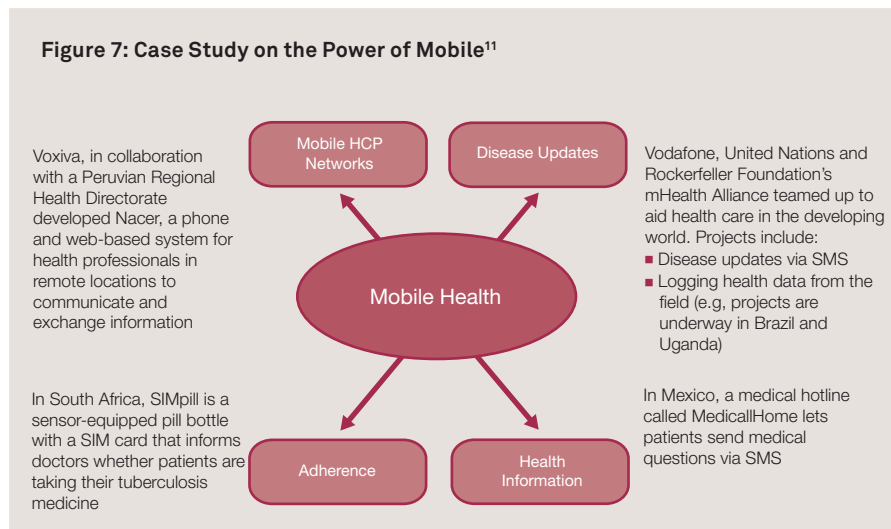 Figure 7: Case Study on the Power of Mobile¹¹
Mobile HCP
Networks
Disease Updates
Voxiva, in collaboration
with a Peruvian Regional
Health Directorate
developed Nacer, a phone
and web-based system for
health professionals in
remote locations to
communicate and
exchange information
Vodafone, United Nations and
Rockerfeller Foundation's
mHealth Alliance teamed up to
aid health care in the developing
world. Projects include:
■ Disease updates via SMS
■ Logging health data from the
field (e.g, projects are
underway in Brazil and
Uganda)
Mobile Health
In South Africa, SIMpill is a
sensor-equipped pill bottle
with a SIM card that informs
doctors whether patients are
taking their tuberculosis
medicine
In Mexico, a medical hotline
called MedicallHome lets
patients send medical
questions via SMS
Adherence
Health
Information